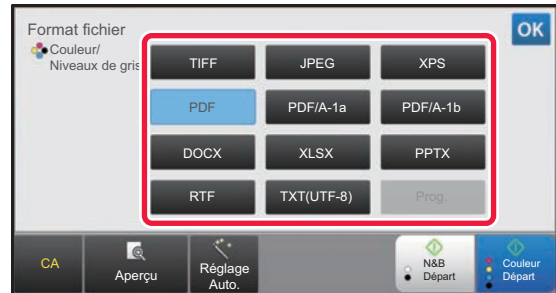 Format fichier
OK
Couleur/
Niveaux de gris
TIFF
JPEG
XPS
PDF
PDF/A-1a
PDF/A-1b
DOCX
XLSX
PPTX
RTF
TXT(UTF-8)
Prog.
CA
Aperçu
Réglage
Auto.
N&B
Départ
Couleur
Départ